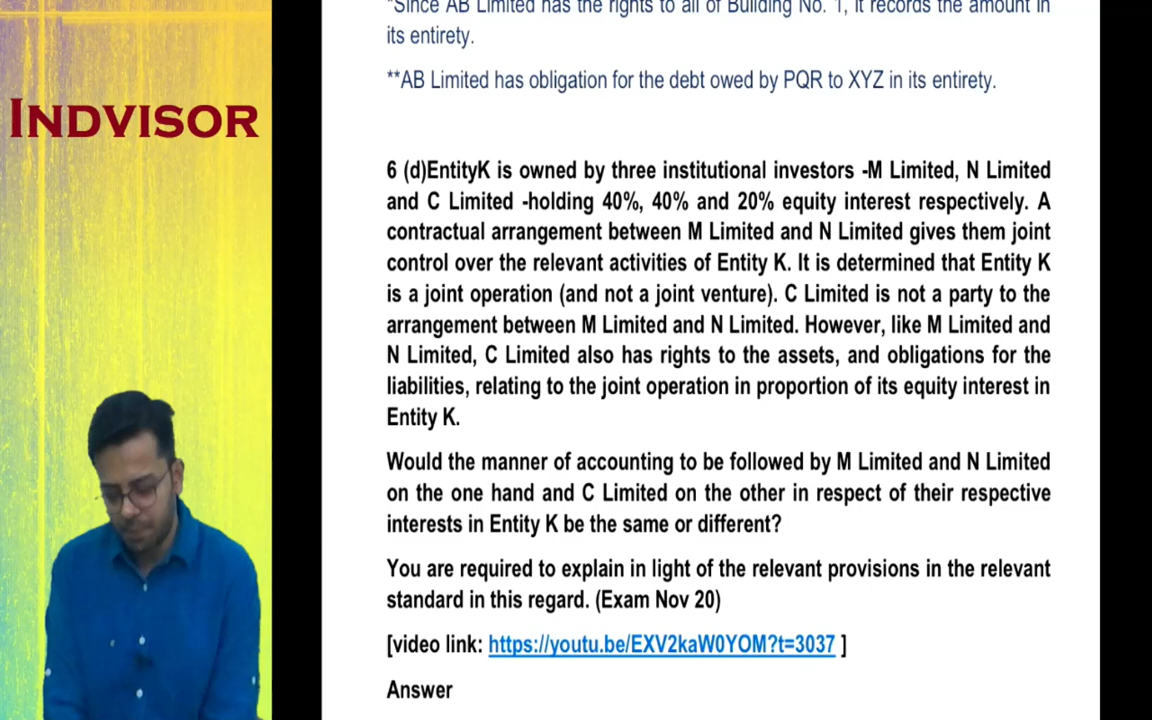 INDVISOR
*Since AB Limited has the rights to all of Building No. 1, it records the amount in
its entirety.
**AB Limited has obligation for the debt owed by PQR to XYZ in its entirety.
6 (d)EntityK is owned by three institutional investors -M Limited, N Limited
and C Limited -holding 40%, 40% and 20% equity interest respectively. A
contractual arrangement between M Limited and N Limited gives them joint
control over the relevant activities of Entity K. It is determined that Entity K
is a joint operation (and not a joint venture). C Limited is not a party to the
arrangement between M Limited and N Limited. However, like M Limited and
N Limited, C Limited also has rights to the assets, and obligations for the
liabilities, relating to the joint operation in proportion of its equity interest in
Entity K.
Would the manner of accounting to be followed by M Limited and N Limited
on the one hand and C Limited on the other in respect of their respective
interests in Entity K be the same or different?
You are required to explain in light of the relevant provisions in the relevant
standard in this regard. (Exam Nov 20)
[video link: https://youtu.be/EXV2kaW0YOM?t=3037 ]
Answer